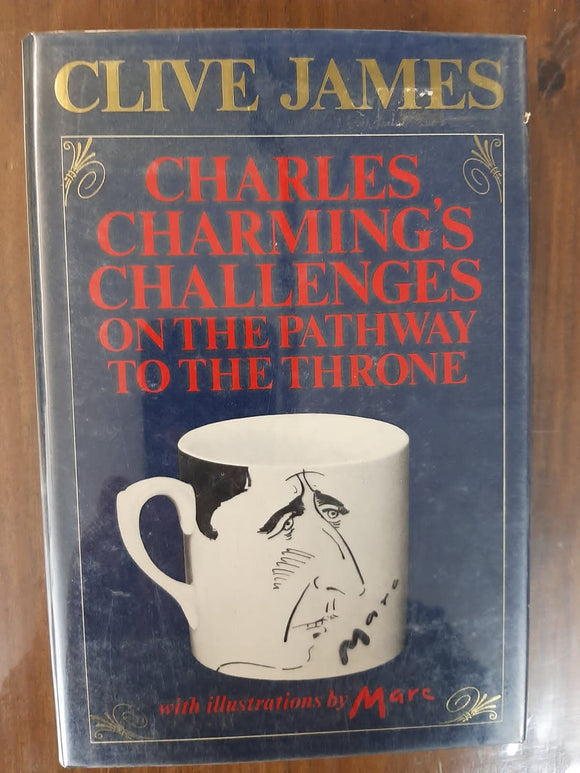 CLIVE JAMES
CHARLES
CHARMING'S
CHALLENGES
ON THE PATHWAY
TO THE THRONE
Marc
with illustrations by Marc